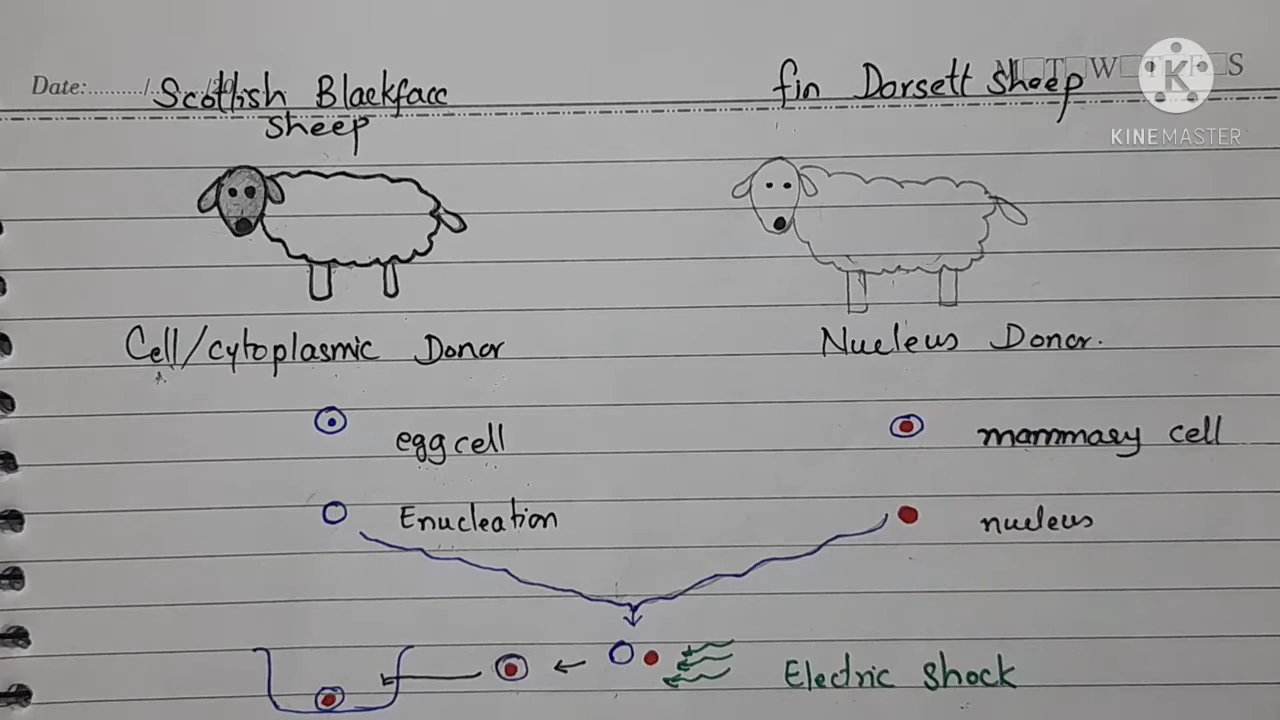 Date:........../..
Scottish Blackface
Sheep
fin Dorsett Sheep
W
S
KINEMASTER
Cell/cytoplasmic Donor
Nucleus Donor.
egg cell
mammary cell
Enucleation
nucleus
Electric shock